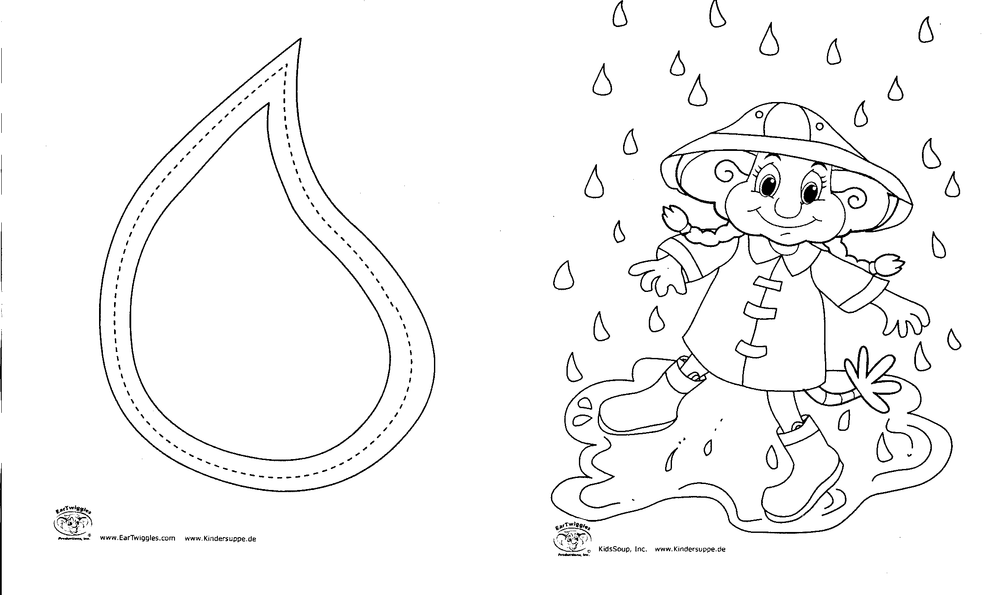 EarTwiggles
Productions, Inc.
®
www.EarTwiggles.com www.Kindersuppe.de
EarTwiggles
Productions, Inc.
©
KidsSoup, Inc. www.Kindersuppe.de